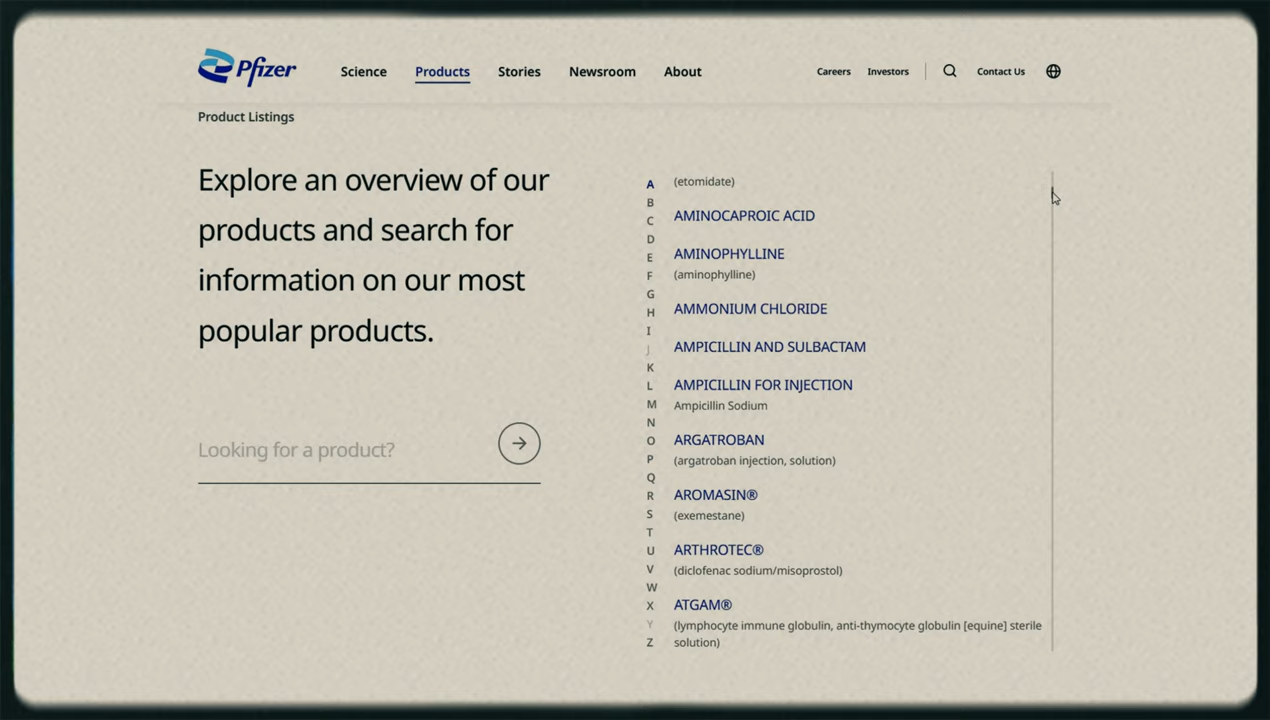 Pfizer
Science
Products
Stories
Newsroom
About
Careers
Investors
Contact Us
Product Listings
Explore an overview of our
products and search for
information on our most
popular products.
Looking for a product?
A
B
C
D
E
F
G
H
I
J
K
L
M
N
O
P
Q
R
S
T
U
V
W
X
Y
Z
(etomidate)
AMINOCAPROIC ACID
AMINOPHYLLINE
(aminophylline)
AMMONIUM CHLORIDE
AMPICILLIN AND SULBACTAM
AMPICILLIN FOR INJECTION
Ampicillin Sodium
ARGATROBAN
(argatroban injection, solution)
AROMASIN®
(exemestane)
ARTHROTEC®
(diclofenac sodium/misoprostol)
ATGAM®
(lymphocyte immune globulin, anti-thymocyte globulin [equine] sterile
solution)